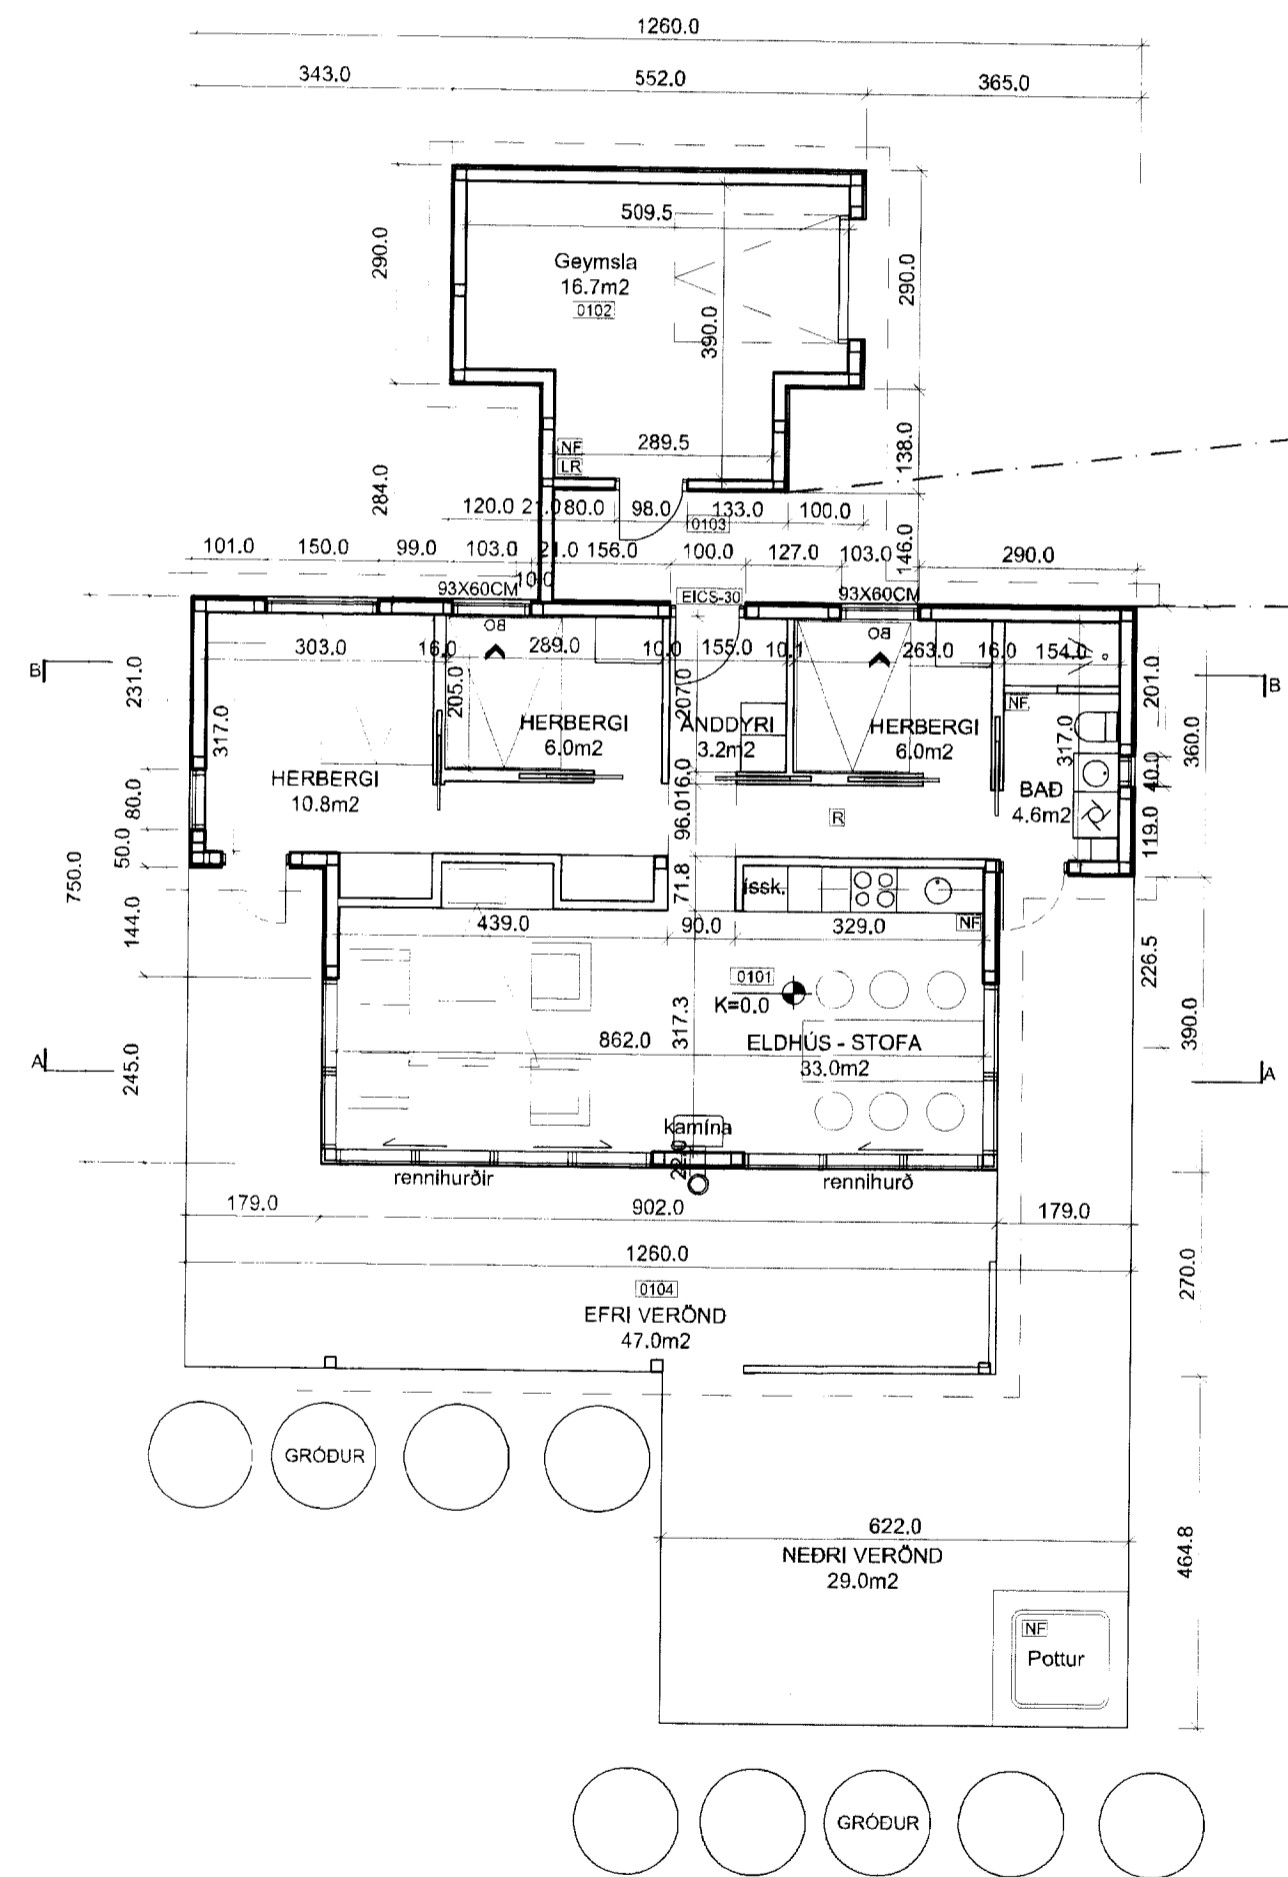 1260.0
343.0 552.0 365.0
509.5
290.0
Geymsla
16.7m2
0102
390.0
290.0
NF
LR
289.5
138.0
284.0
120.0 21.0 80.0 98.0 133.0 100.0
0103
146.0
101.0 150.0 99.0 103.0 21.0 156.0 100.0 127.0 103.0 290.0
10.0
93X60CM EICS-30 93X60CM
BO BO
303.0 16.0 289.0 10.0 155.0 10.1 263.0 16.0 154.0
B B
231.0
317.0
205.0
207.0
201.0
360.0
NF
317.0
HERBERGI
6.0m2
ANDDYRI
3.2m2
HERBERGI
6.0m2
HERBERGI
10.8m2
BAÐ
4.6m2
16.0
96.0
R
40.0
119.0
80.0
50.0
750.0
144.0
71.8
íssk.
439.0 90.0 329.0
NF
226.5
0101
K=0.0
317.3
390.0
862.0
ELDHÚS - STOFA
33.0m2
A A
245.0
kamína
rennihurðir rennihurð
179.0 902.0 179.0
1260.0
270.0
0104
EFRI VERÖND
47.0m2
GRÓÐUR
622.0
NEÐRI VERÖND
29.0m2
464.8
NF
Pottur
GRÓÐUR